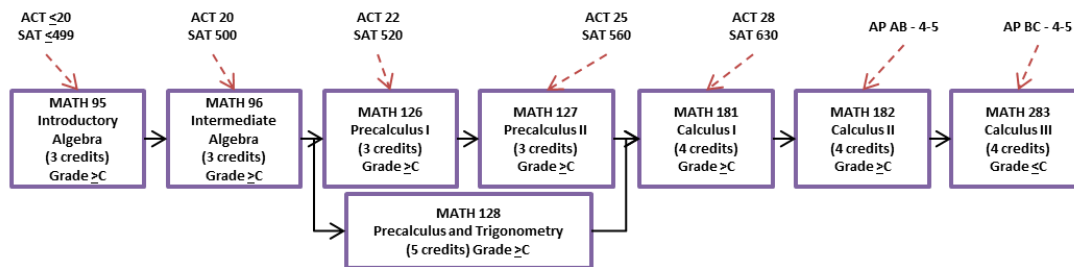 ACT ≤20
SAT ≤499
ACT 20
SAT 500
ACT 22
SAT 520
ACT 25
SAT 560
ACT 28
SAT 630
AP AB - 4-5
AP BC - 4-5
MATH 95
Introductory
Algebra
(3 credits)
Grade ≥C
MATH 96
Intermediate
Algebra
(3 credits)
Grade ≥C
MATH 126
Precalculus I
(3 credits)
Grade ≥C
MATH 127
Precalculus II
(3 credits)
Grade ≥C
MATH 181
Calculus I
(4 credits)
Grade ≥C
MATH 182
Calculus II
(4 credits)
Grade ≥C
MATH 283
Calculus III
(4 credits)
Grade ≤C
MATH 128
Precalculus and Trigonometry
(5 credits) Grade ≥C